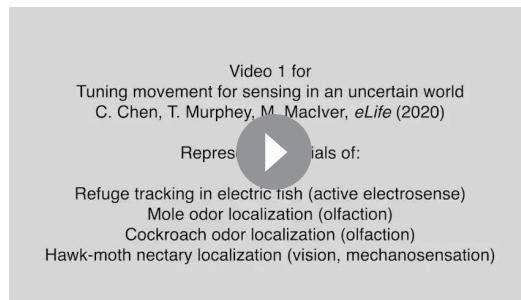 Video 1 for
Tuning movement for sensing in an uncertain world
C. Chen, T. Murphey, M. MacIver, eLife (2020)
of:
Refuge tracking in electric fish (active electrosense)
Mole odor localization (olfaction)
Cockroach odor localization (olfaction)
Hawk-moth nectary localization (vision, mechanosensation)